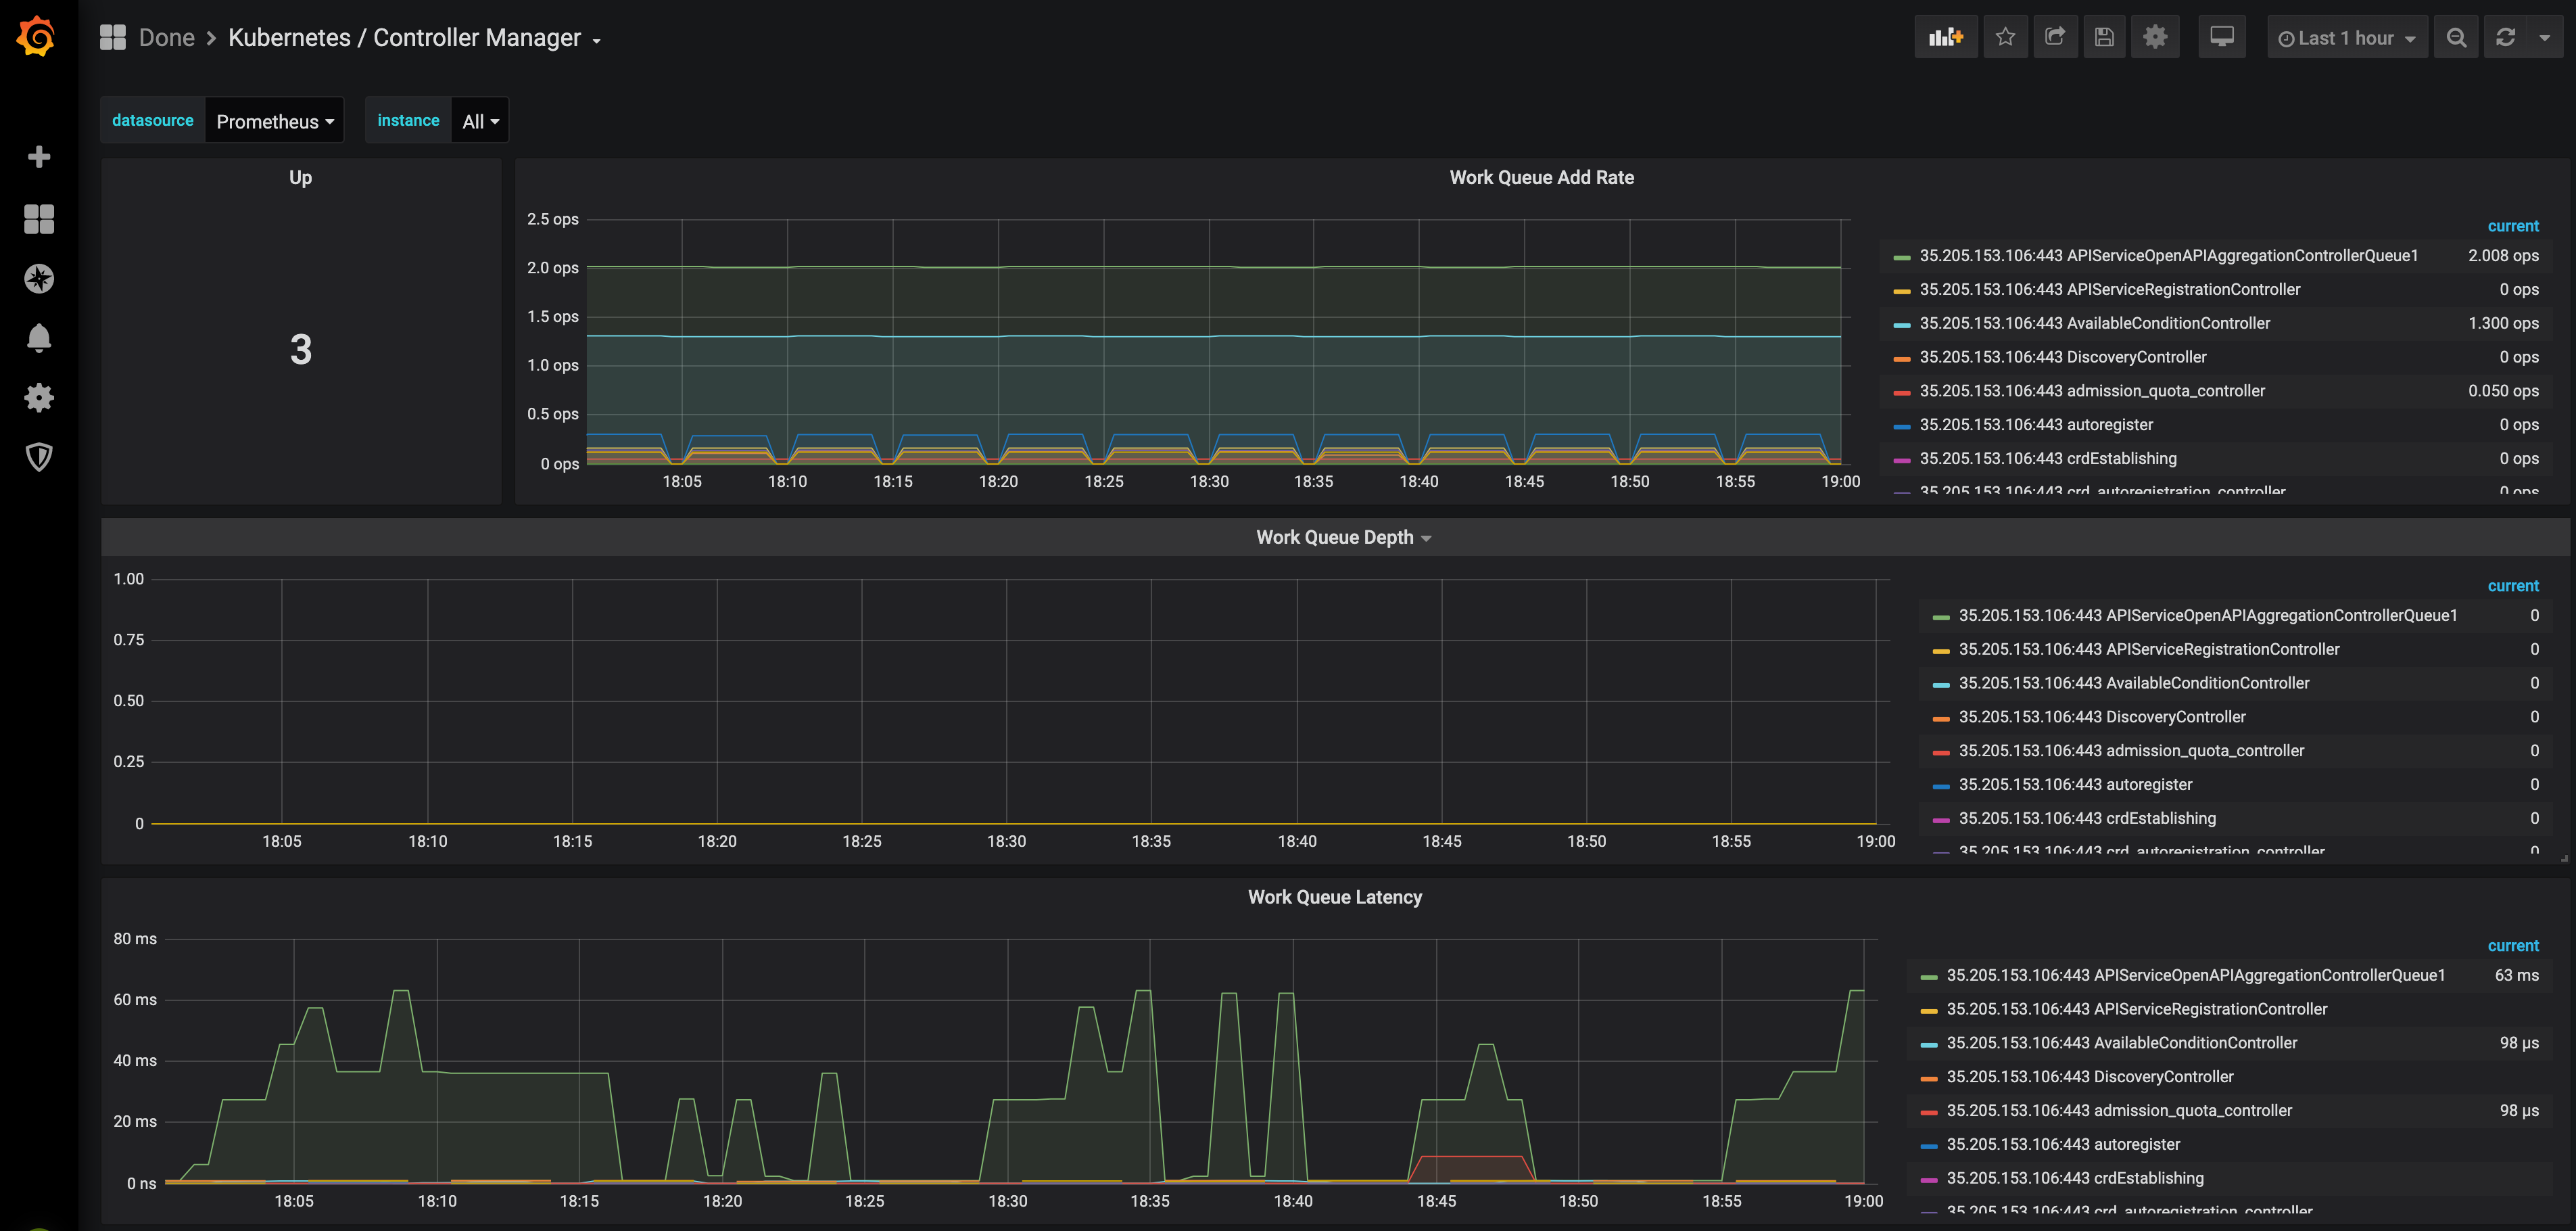 Done > Kubernetes / Controller Manager
Last 1 hour
datasource Prometheus instance All
Up
3
Work Queue Add Rate
2.5 ops
2.0 ops
1.5 ops
1.0 ops
0.5 ops
0 ops
18:05 18:10 18:15 18:20 18:25 18:30 18:35 18:40 18:45 18:50 18:55 19:00
current
35.205.153.106:443 APIServiceOpenAPIAggregationControllerQueue1 2.008 ops
35.205.153.106:443 APIServiceRegistrationController 0 ops
35.205.153.106:443 AvailableConditionController 1.300 ops
35.205.153.106:443 DiscoveryController 0 ops
35.205.153.106:443 admission_quota_controller 0.050 ops
35.205.153.106:443 autoregister 0 ops
35.205.153.106:443 crdEstablishing 0 ops
35.205.153.106:443 crd_autoregistration_controller 0 ops
Work Queue Depth
1.00
0.75
0.50
0.25
0
18:05 18:10 18:15 18:20 18:25 18:30 18:35 18:40 18:45 18:50 18:55 19:00
current
35.205.153.106:443 APIServiceOpenAPIAggregationControllerQueue1 0
35.205.153.106:443 APIServiceRegistrationController 0
35.205.153.106:443 AvailableConditionController 0
35.205.153.106:443 DiscoveryController 0
35.205.153.106:443 admission_quota_controller 0
35.205.153.106:443 autoregister 0
35.205.153.106:443 crdEstablishing 0
35.205.153.106:443 crd_autoregistration_controller 0
Work Queue Latency
80 ms
60 ms
40 ms
20 ms
0 ns
18:05 18:10 18:15 18:20 18:25 18:30 18:35 18:40 18:45 18:50 18:55 19:00
current
35.205.153.106:443 APIServiceOpenAPIAggregationControllerQueue1 63 ms
35.205.153.106:443 APIServiceRegistrationController
35.205.153.106:443 AvailableConditionController 98 µs
35.205.153.106:443 DiscoveryController
35.205.153.106:443 admission_quota_controller 98 µs
35.205.153.106:443 autoregister
35.205.153.106:443 crdEstablishing
35.205.153.106:443 crd_autoregistration_controller